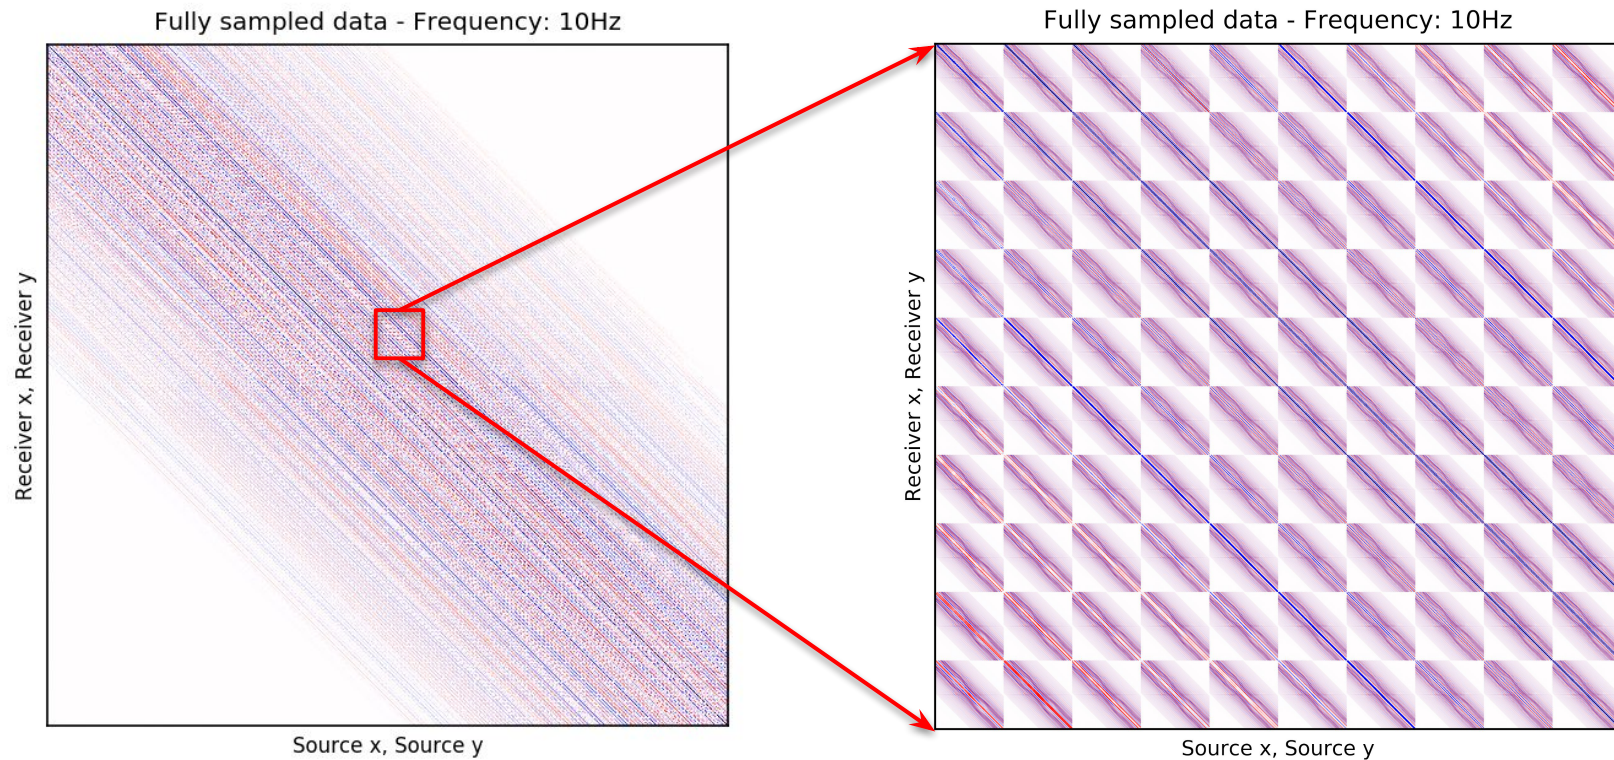 Fully sampled data - Frequency: 10Hz
Receiver x, Receiver y
Source x, Source y
Fully sampled data - Frequency: 10Hz
Receiver x, Receiver y
Source x, Source y